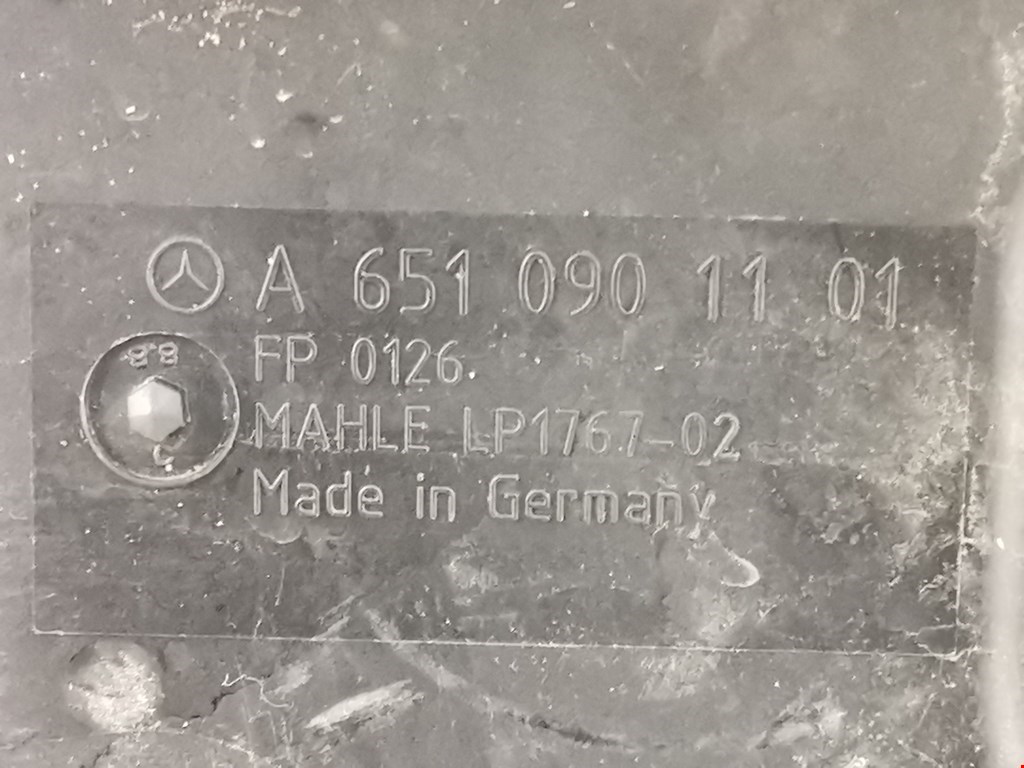 A 651 090 11 01
8.8
FP 0126
MAHLE LP1767-02
Made in Germany